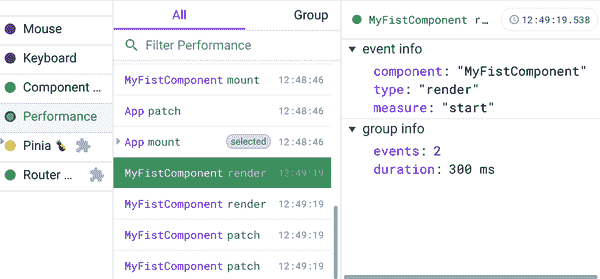 Mouse
Keyboard
Component ...
Performance
Pinia
Router ...
All Group
Filter Performance
MyFistComponent mount 12:48:46
App patch 12:48:46
App mount selected 12:48:46
MyFistComponent render 12:49:19
MyFistComponent render 12:49:19
MyFistComponent patch 12:49:19
MyFistComponent patch 12:49:19
MyFistComponent r... 12:49:19.538
event info
component: "MyFistComponent"
type: "render"
measure: "start"
group info
events: 2
duration: 300 ms